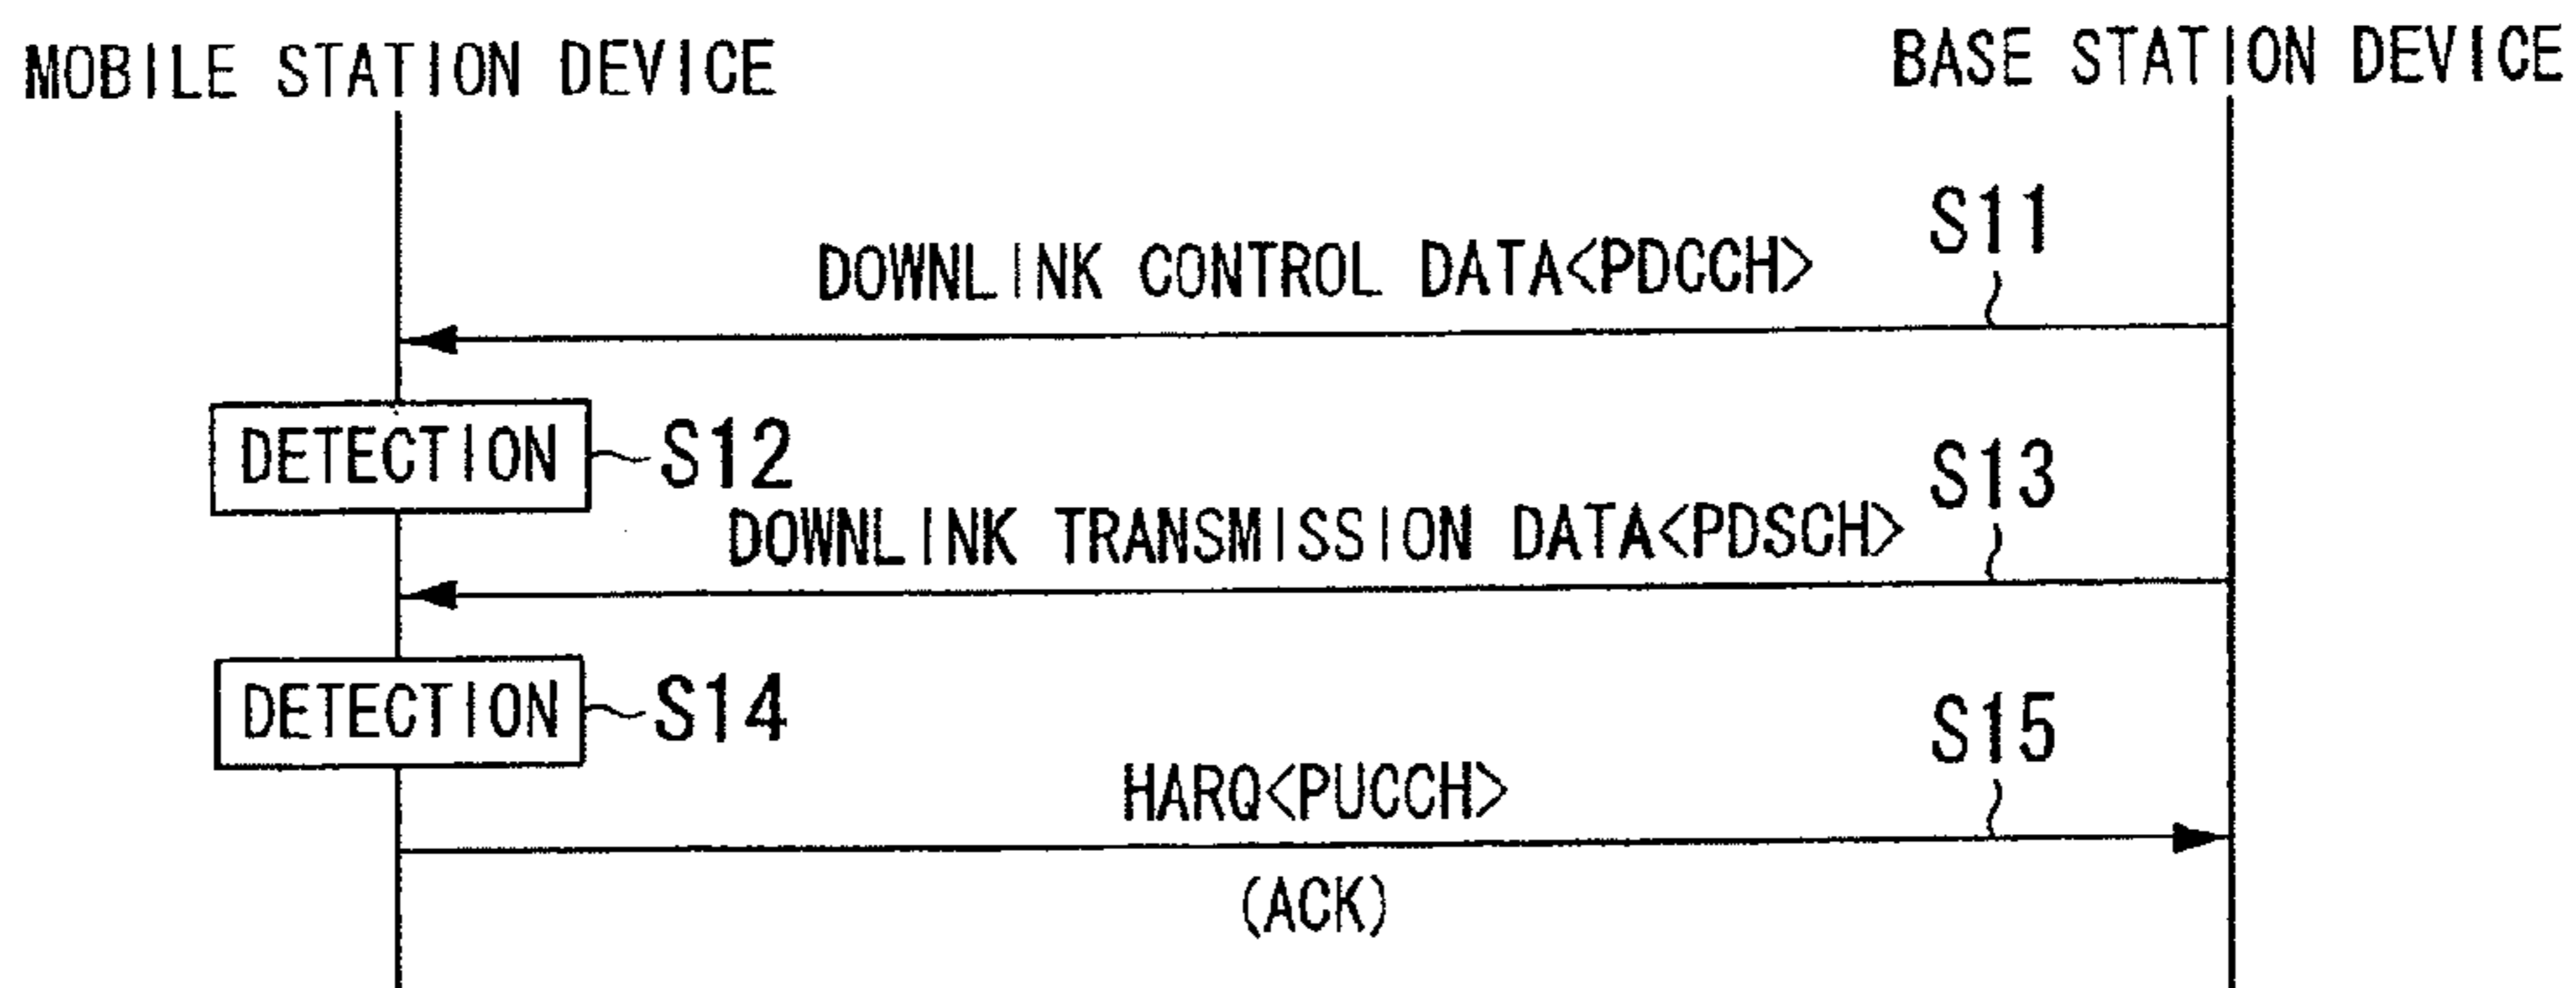 MOBILE STATION DEVICE
BASE STATION DEVICE
S11
DOWNLINK CONTROL DATA<PDCCH>
DETECTION
S12
S13
DOWNLINK TRANSMISSION DATA<PDSCH>
DETECTION
S14
S15
HARQ<PUCCH>
(ACK)